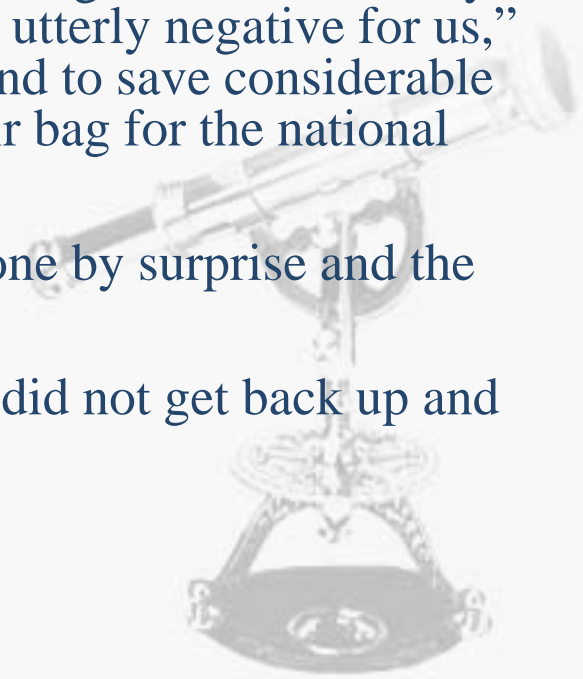 utterly negative for us,”
nd to save considerable
r bag for the national
one by surprise and the
did not get back up and